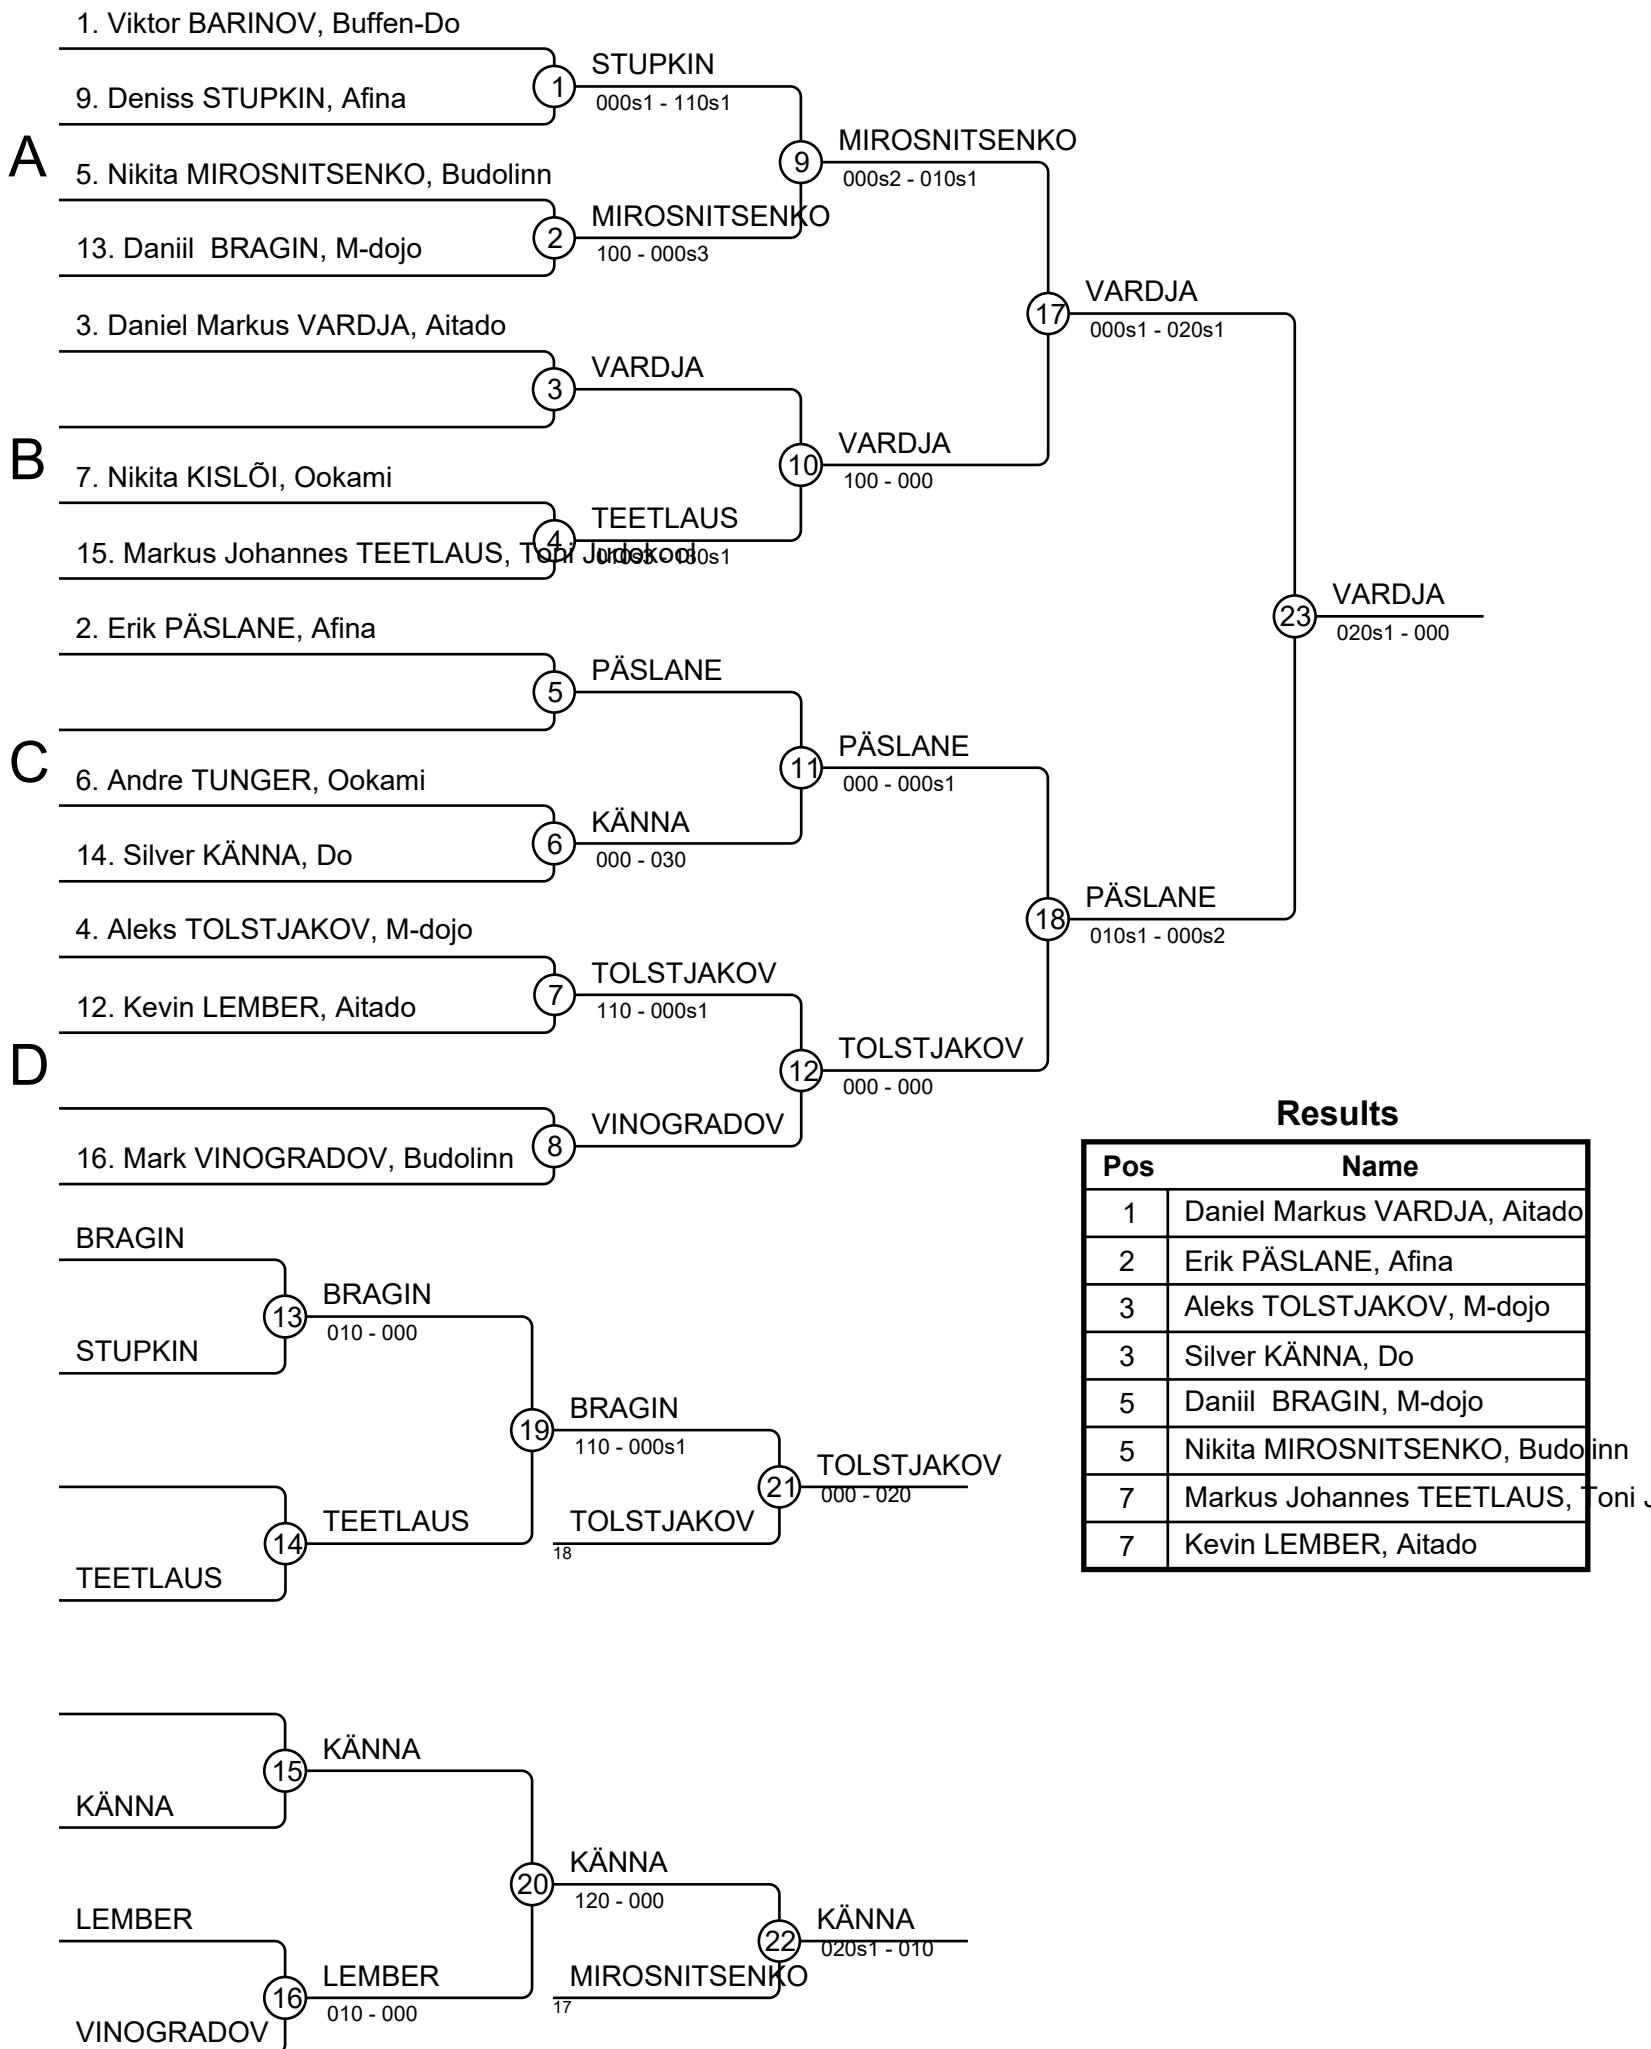 1. Viktor BARINOV, Buffen-Do
STUPKIN
1
000s1 - 110s1
9. Deniss STUPKIN, Afina
A
MIROSNITSENKO
9
000s2 - 010s1
5. Nikita MIROSNITSENKO, Budolinn
MIROSNITSENKO
2
100 - 000s3
13. Daniil  BRAGIN, M-dojo
VARDJA
17
000s1 - 020s1
3. Daniel Markus VARDJA, Aitado
VARDJA
3
B
VARDJA
10
100 - 000
7. Nikita KISLÕI, Ookami
TEETLAUS
4
15. Markus Johannes TEETLAUS, Toni Judokool
VARDJA
23
020s1 - 000
2. Erik PÄSLANE, Afina
PÄSLANE
5
C
PÄSLANE
11
000 - 000s1
6. Andre TUNGER, Ookami
KÄNNA
6
000 - 030
14. Silver KÄNNA, Do
PÄSLANE
18
010s1 - 000s2
4. Aleks TOLSTJAKOV, M-dojo
TOLSTJAKOV
7
110 - 000s1
12. Kevin LEMBER, Aitado
D
TOLSTJAKOV
12
000 - 000
VINOGRADOV
8
16. Mark VINOGRADOV, Budolinn
Results
Pos Name
1 Daniel Markus VARDJA, Aitado
2 Erik PÄSLANE, Afina
3 Aleks TOLSTJAKOV, M-dojo
3 Silver KÄNNA, Do
5 Daniil  BRAGIN, M-dojo
5 Nikita MIROSNITSENKO, Budolinn
7 Markus Johannes TEETLAUS, Toni J
7 Kevin LEMBER, Aitado
BRAGIN
BRAGIN
13
010 - 000
STUPKIN
BRAGIN
19
110 - 000s1
TOLSTJAKOV
21
000 - 020
TEETLAUS
14
TOLSTJAKOV
18
TEETLAUS
KÄNNA
15
KÄNNA
KÄNNA
20
120 - 000
LEMBER
KÄNNA
22
020s1 - 010
LEMBER
16
010 - 000
MIROSNITSENKO
17
VINOGRADOV